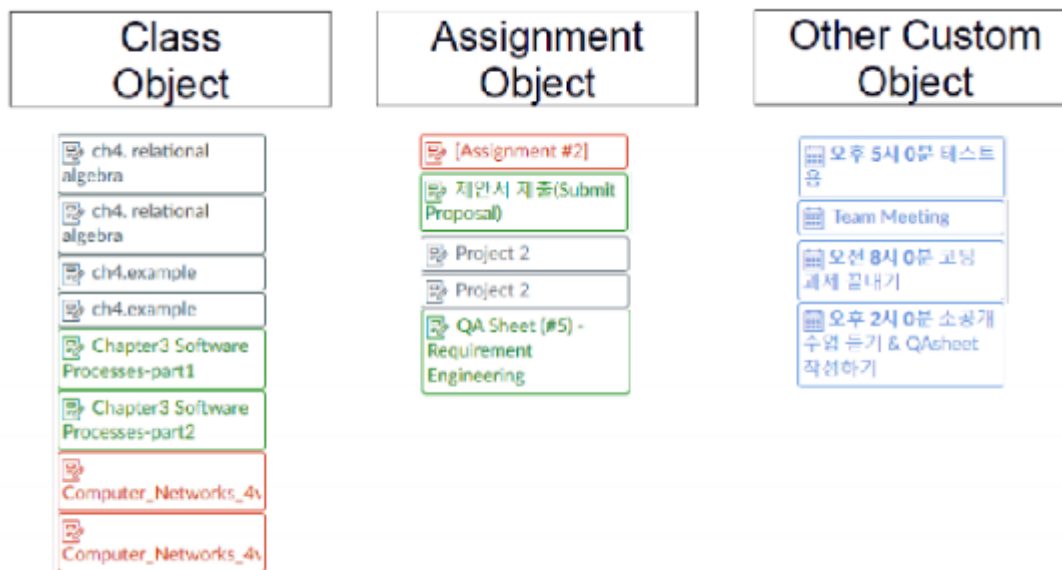 Class
Object
ch4. relational
algebra
ch4. relational
algebra
ch4.example
ch4.example
Chapter3 Software
Processes-part1
Chapter3 Software
Processes-part2
Computer_Networks_4v
Computer_Networks_4v
Assignment
Object
[Assignment #2]
제안서 제출(Submit
Proposal)
Project 2
Project 2
QA Sheet (#5) -
Requirement
Engineering
Other Custom
Object
오후 5시 0분 테스트
용
Team Meeting
오전 8시 0분 코딩
과제 끝내기
오후 2시 0분 소공개
수업 듣기 & QAsheet
작성하기